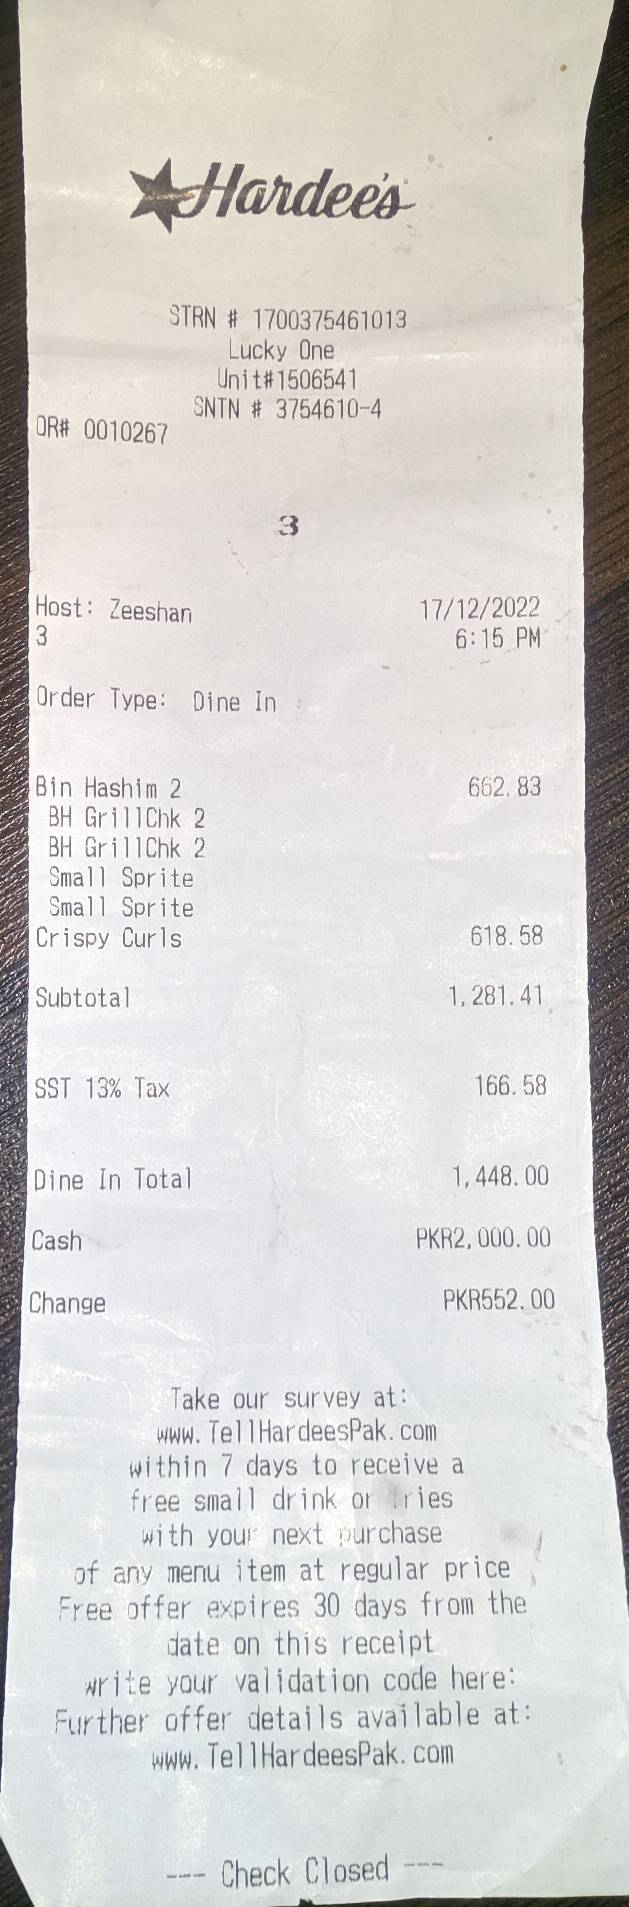 Hardee's
STRN # 1700375461013
Lucky One
Unit#1506541
SNTN # 3754610-4
OR# 0010267
3
Host: Zeeshan 17/12/2022
3 6:15 PM
Order Type: Dine In
Bin Hashim 2 662.83
BH GrillChk 2
BH GrillChk 2
Small Sprite
Small Sprite
Crispy Curls 618.58
Subtotal 1,281.41
SST 13% Tax 166.58
Dine In Total 1,448.00
Cash PKR2,000.00
Change PKR552.00
Take our survey at:
www.TellHardeesPak.com
within 7 days to receive a
free small drink or fries
with your next purchase
of any menu item at regular price
Free offer expires 30 days from the
date on this receipt
write your validation code here:
Further offer details available at:
www.TellHardeesPak.com
--- Check Closed ---